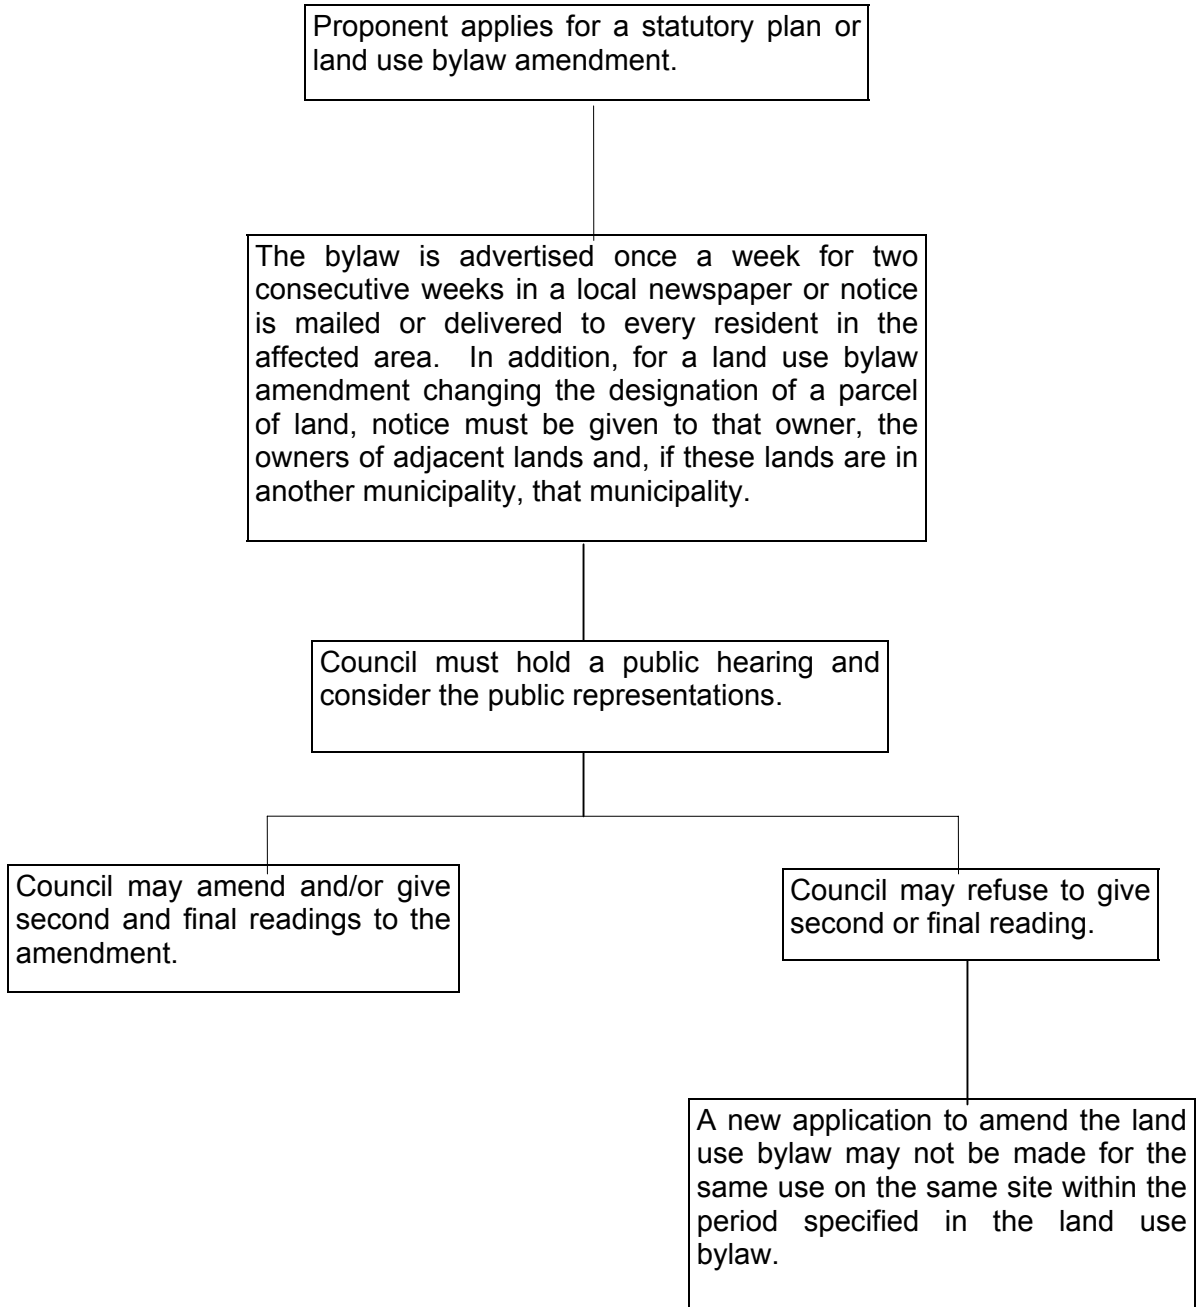 Proponent applies for a statutory plan or
land use bylaw amendment.
The bylaw is advertised once a week for two
consecutive weeks in a local newspaper or notice
is mailed or delivered to every resident in the
affected area. In addition, for a land use bylaw
amendment changing the designation of a parcel
of land, notice must be given to that owner, the
owners of adjacent lands and, if these lands are in
another municipality, that municipality.
Council must hold a public hearing and
consider the public representations.
Council may amend and/or give
second and final readings to the
amendment.
Council may refuse to give
second or final reading.
A new application to amend the land
use bylaw may not be made for the
same use on the same site within the
period specified in the land use
bylaw.